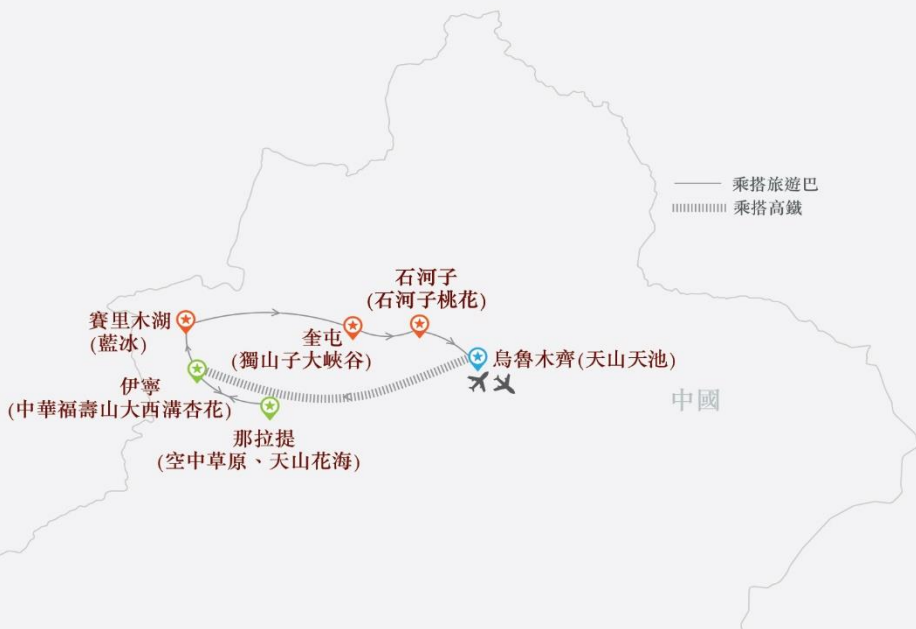 乘搭旅遊巴
乘搭高鐵
石河子
(石河子桃花)
賽里木湖
(藍冰)
奎屯
(獨山子大峽谷)
烏魯木齊(天山天池)
伊寧
(中華福壽山大西溝杏花)
中國
那拉提
(空中草原、天山花海)